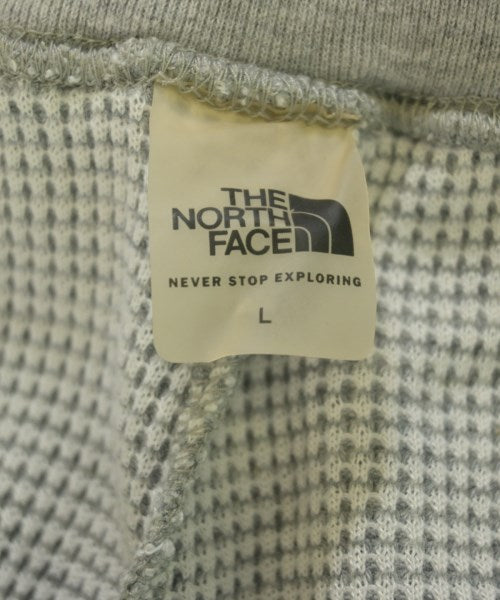 THE
NORTH
FACE
NEVER STOP EXPLORING
L